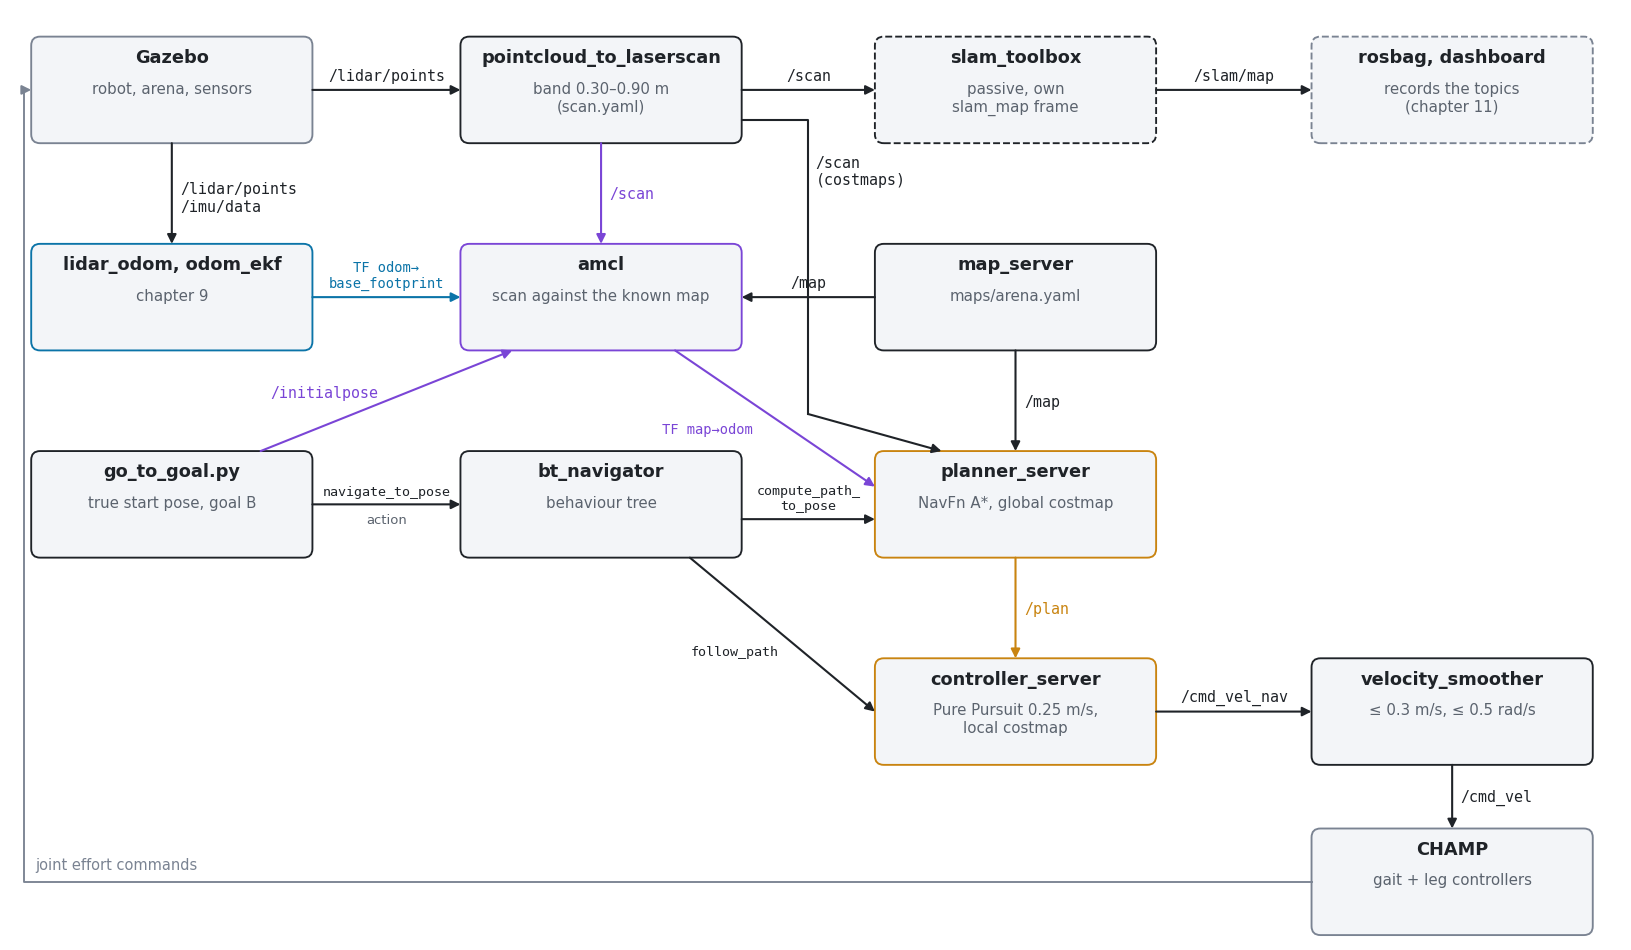 Gazebo
robot, arena, sensors
/lidar/points
pointcloud_to_laserscan
band 0.30–0.90 m
(scan.yaml)
/scan
slam_toolbox
passive, own
slam_map frame
/slam/map
rosbag, dashboard
records the topics
(chapter 11)
/lidar/points
/imu/data
/scan
/scan
(costmaps)
lidar_odom, odom_ekf
chapter 9
TF odom→
base_footprint
amcl
scan against the known map
/map
map_server
maps/arena.yaml
/initialpose
TF map→odom
/map
go_to_goal.py
true start pose, goal B
navigate_to_pose
action
bt_navigator
behaviour tree
compute_path_
to_pose
planner_server
NavFn A*, global costmap
follow_path
/plan
controller_server
Pure Pursuit 0.25 m/s,
local costmap
/cmd_vel_nav
velocity_smoother
≤ 0.3 m/s, ≤ 0.5 rad/s
/cmd_vel
joint effort commands
CHAMP
gait + leg controllers